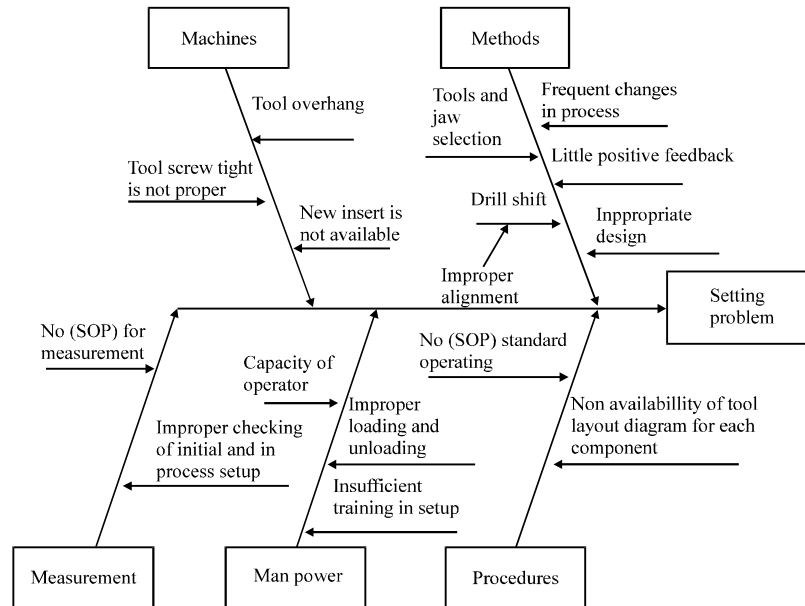 Machines
Methods
Tool overhang
Tool screw tight
is not proper
New insert is
not available
Tools and
jaw
selection
Frequent changes
in process
Little positive feedback
Drill shift
Inppropriate
design
Improper
alignment
Setting
problem
No (SOP) for
measurement
Improper checking
of initial and in
process setup
Capacity of
operator
Improper
loading and
unloading
Insufficient
training in setup
No (SOP) standard
operating
Non availabillity of tool
layout diagram for each
component
Measurement
Man power
Procedures